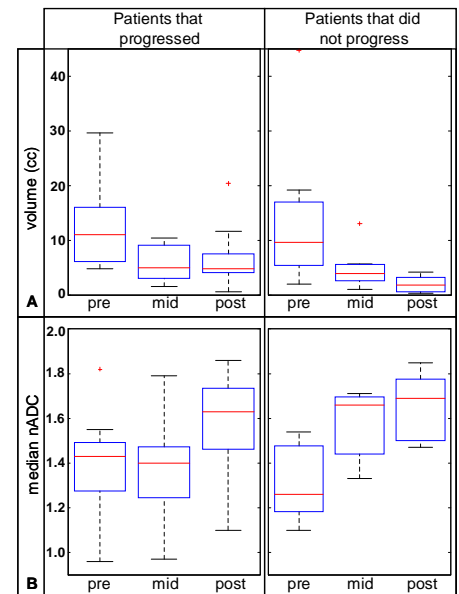 Patients that
progressed
Patients that did
not progress
volume (cc)
40
30
20
10
0
A
pre mid post
pre mid post
median nADC
2.0
1.8
1.6
1.4
1.2
1.0
B
pre mid post
pre mid post